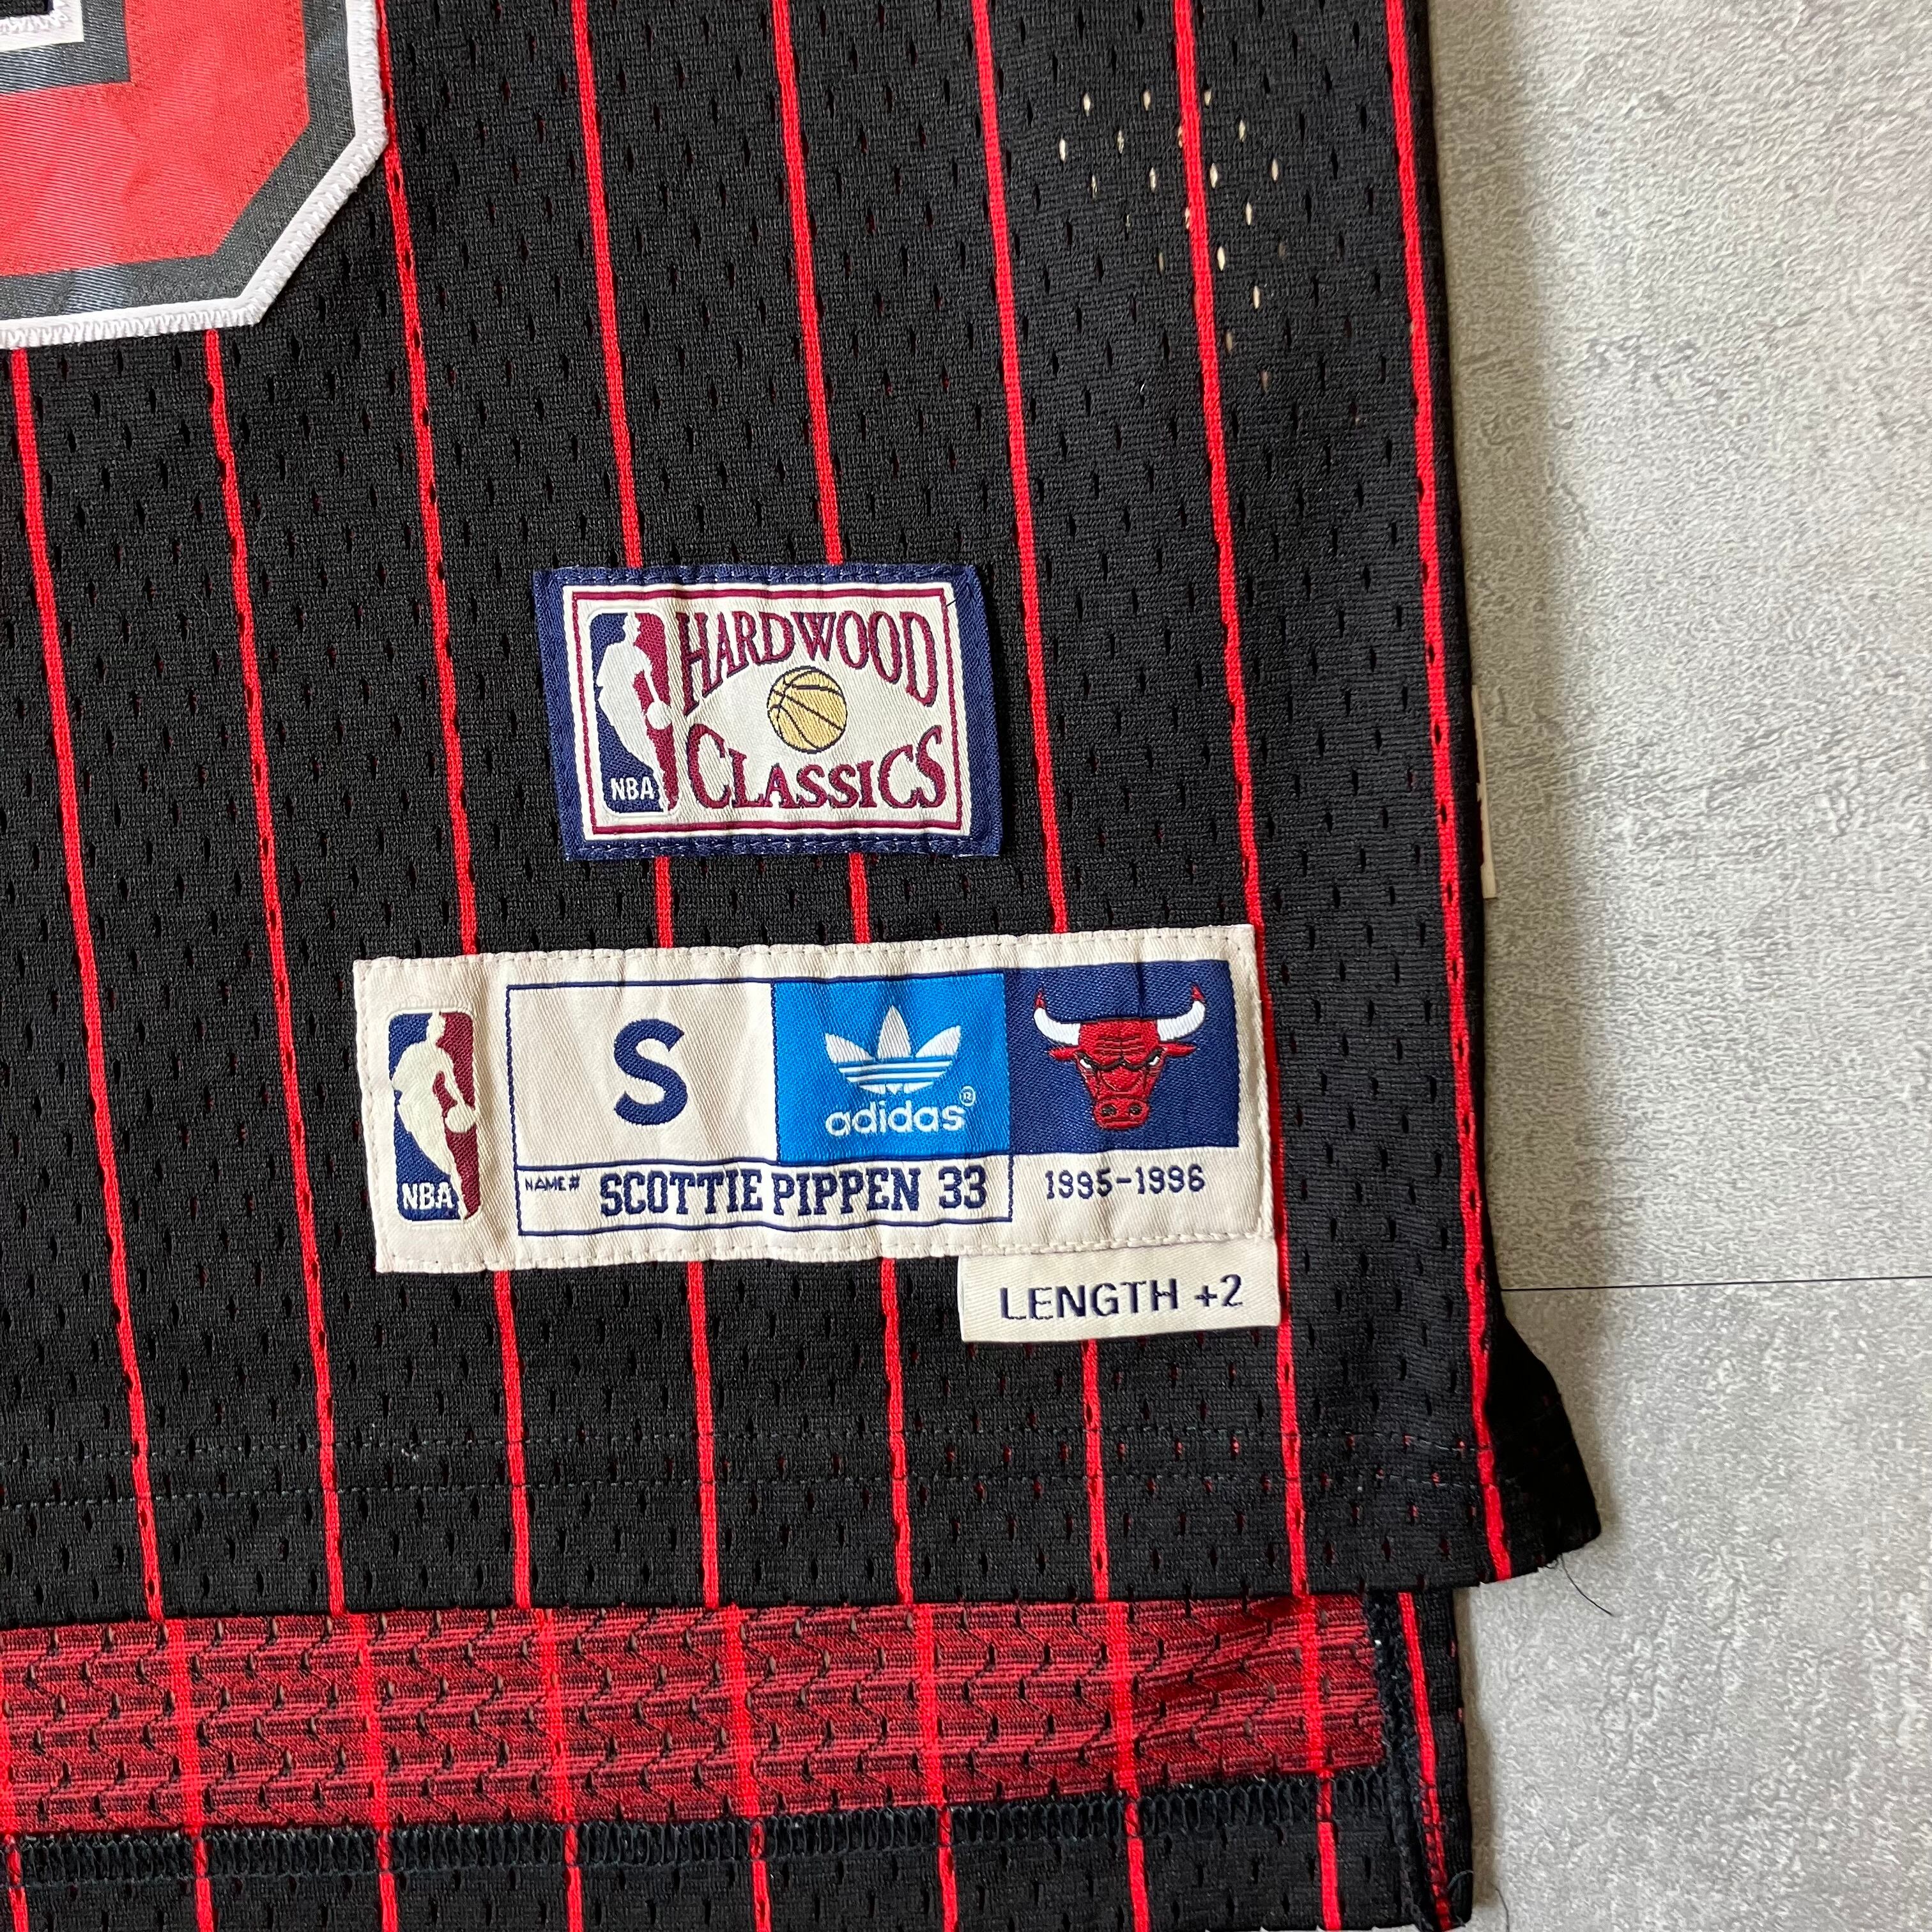 HARDWOOD
CLASSICS
NBA
S
adidas®
NBA
NAME# SCOTTIE PIPPEN 33
1995-1996
LENGTH +2